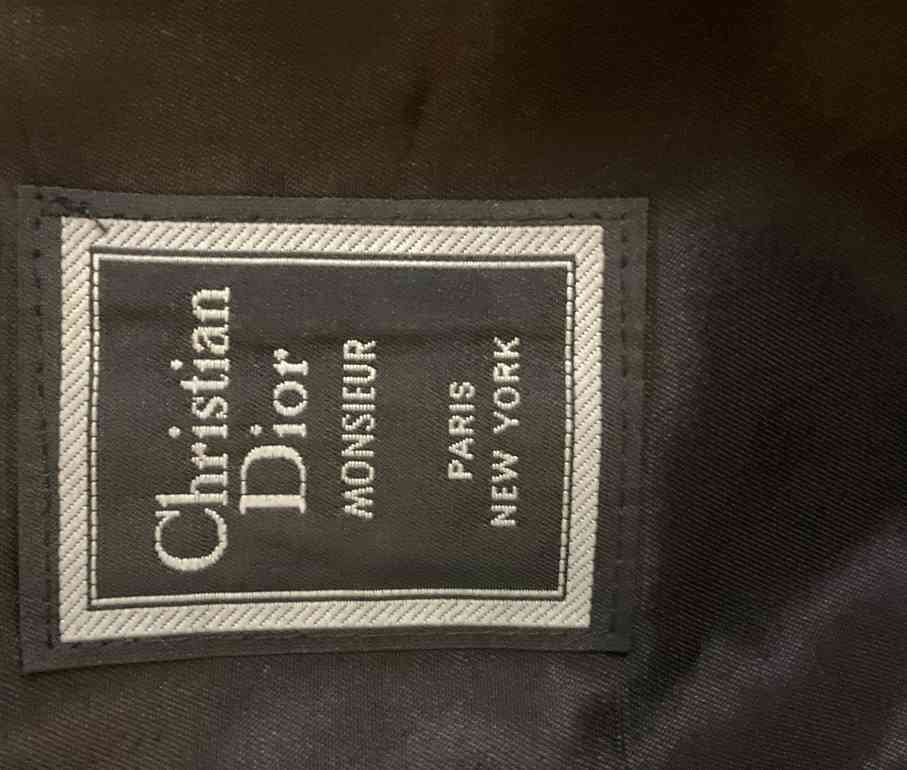 Christian
Dior
MONSIEUR
PARIS
NEW YORK